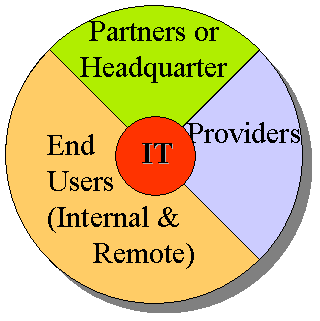 Partners or
Headquarter
Providers
IT
End
Users
(Internal &
Remote)